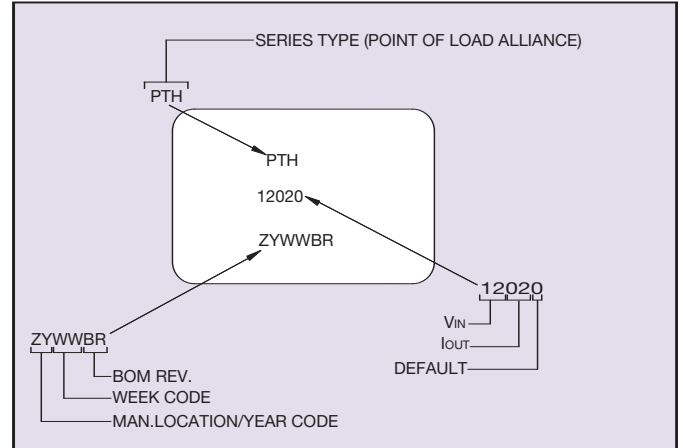 SERIES TYPE (POINT OF LOAD ALLIANCE)
PTH
PTH
12020
ZYWWBR
12020
VIN
IOUT
DEFAULT
ZYWWBR
BOM REV.
WEEK CODE
MAN.LOCATION/YEAR CODE